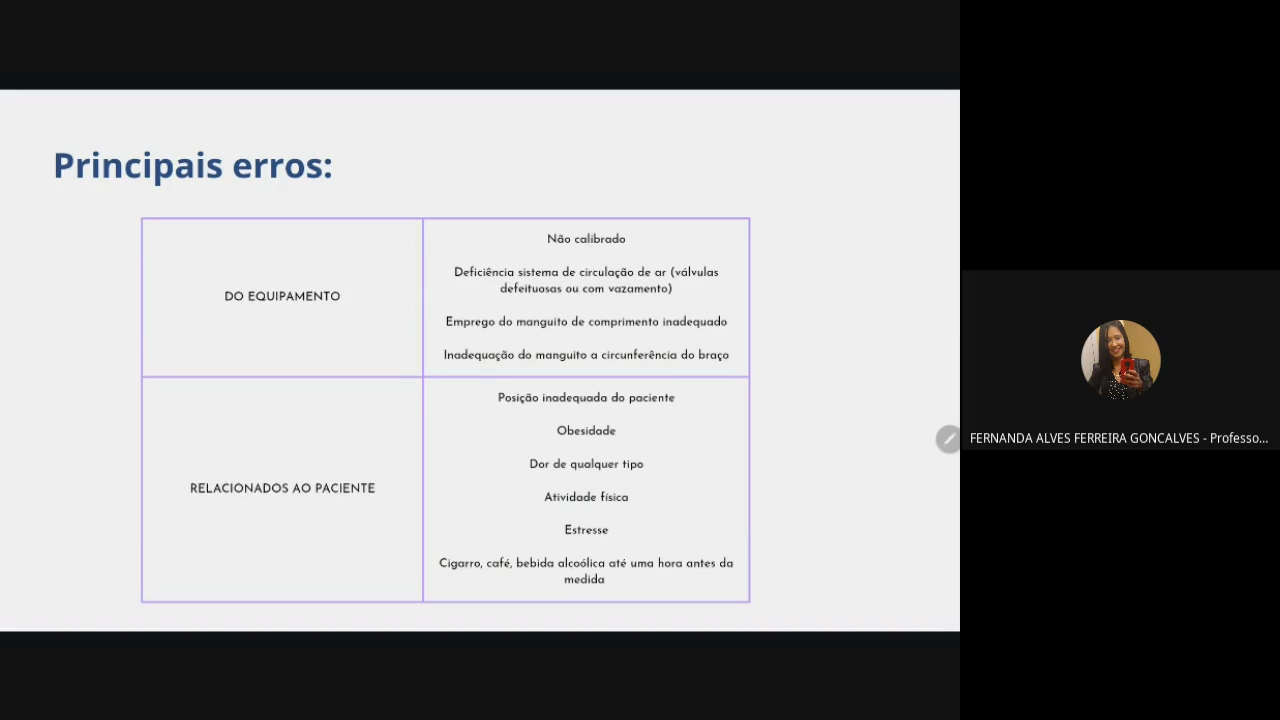 Principais erros:
DO EQUIPAMENTO
Não calibrado
Deficiência sistema de circulação de ar (válvulas
defeituosas ou com vazamento)
Emprego do manguito de comprimento inadequado
Inadequação do manguito a circunferência do braço
RELACIONADOS AO PACIENTE
Posição inadequada do paciente
Obesidade
Dor de qualquer tipo
Atividade física
Estresse
Cigarro, café, bebida alcoólica até uma hora antes da
medida
FERNANDA ALVES FERREIRA GONCALVES - Professo...